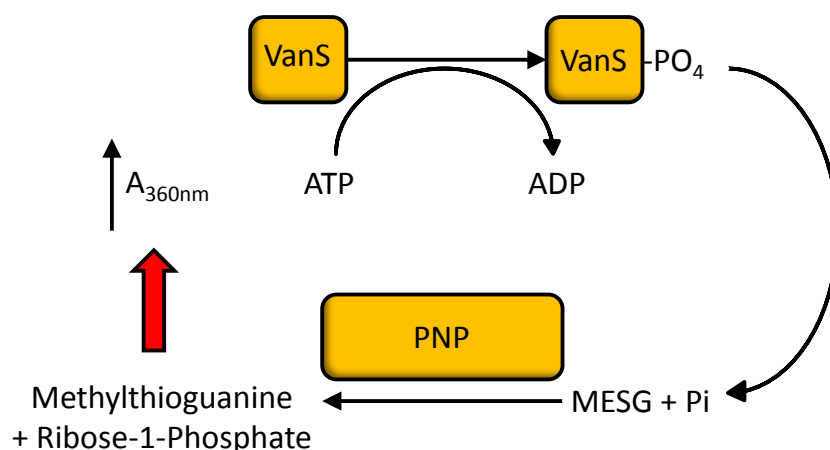 VanS
VanS -PO₄
ATP
ADP
A₃₆₀ₙₘ
PNP
MESG + Pi
Methylthioguanine
+ Ribose-1-Phosphate